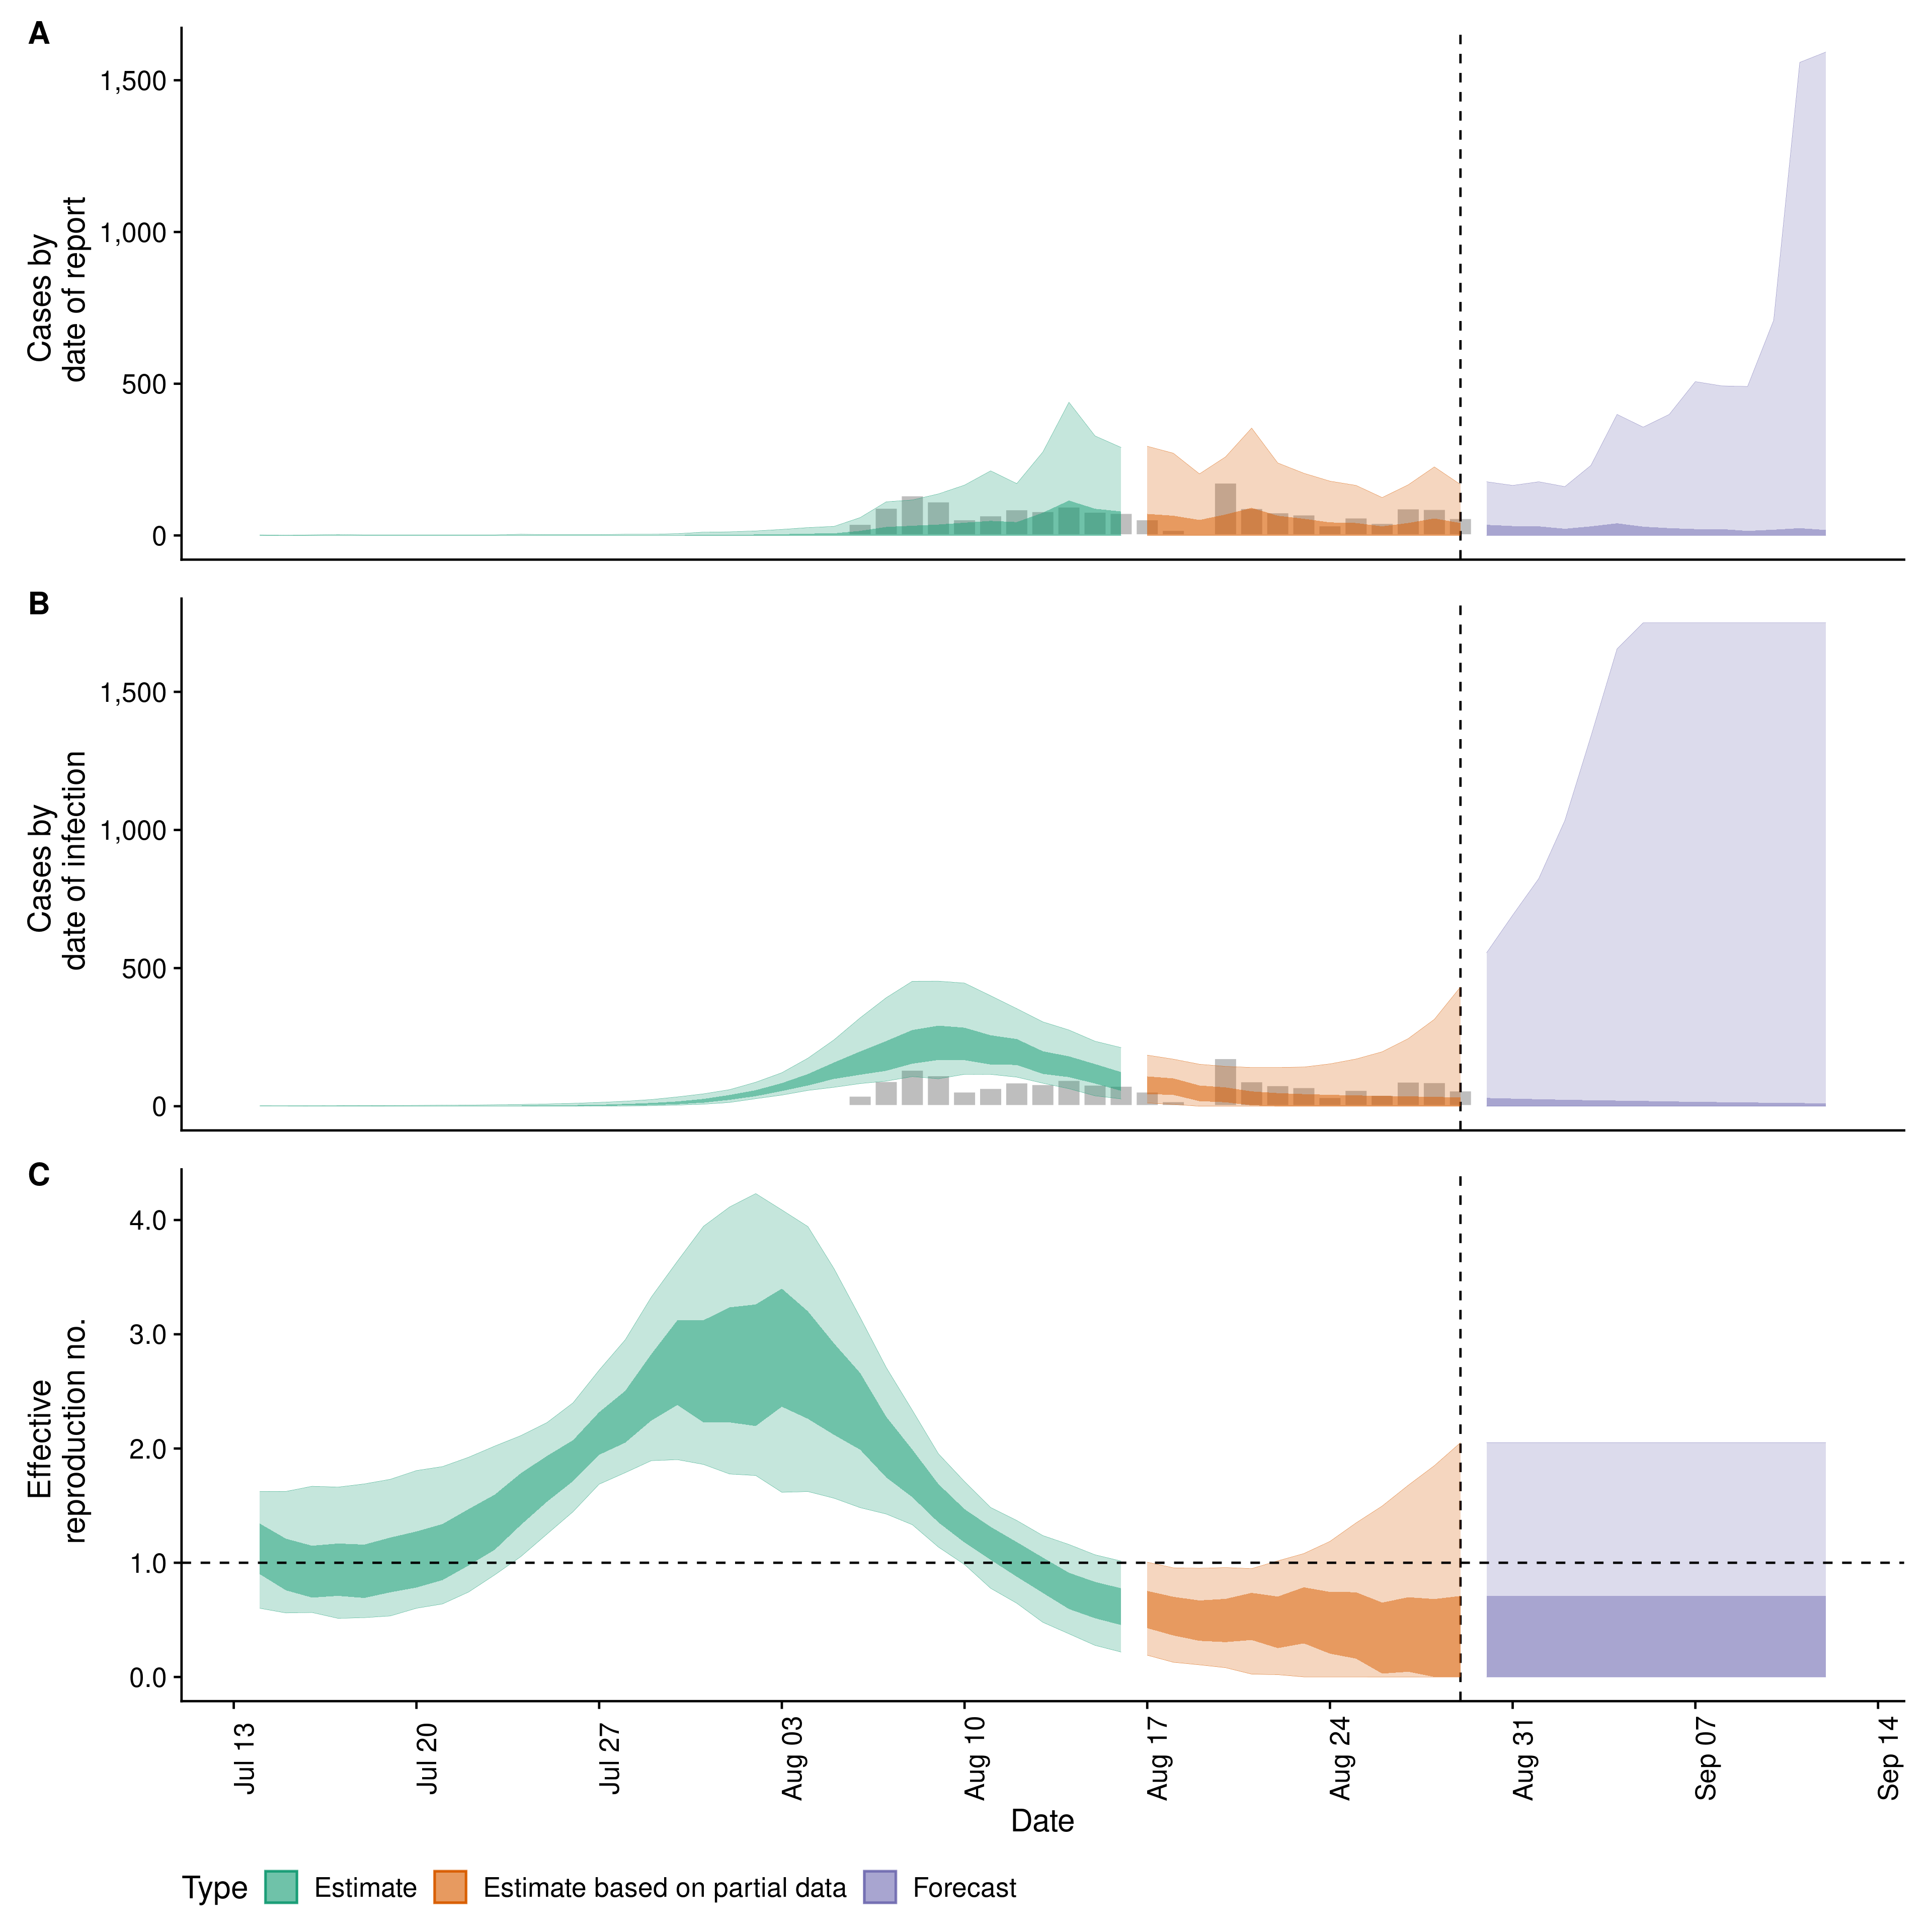 A
1,500
1,000
500
0
Cases by
date of report
B
1,500
1,000
500
0
Cases by
date of infection
C
4.0
3.0
2.0
1.0
0.0
Effective
reproduction no.
Jul 13
Jul 20
Jul 27
Aug 03
Aug 10
Aug 17
Aug 24
Aug 31
Sep 07
Sep 14
Date
Type Estimate Estimate based on partial data Forecast